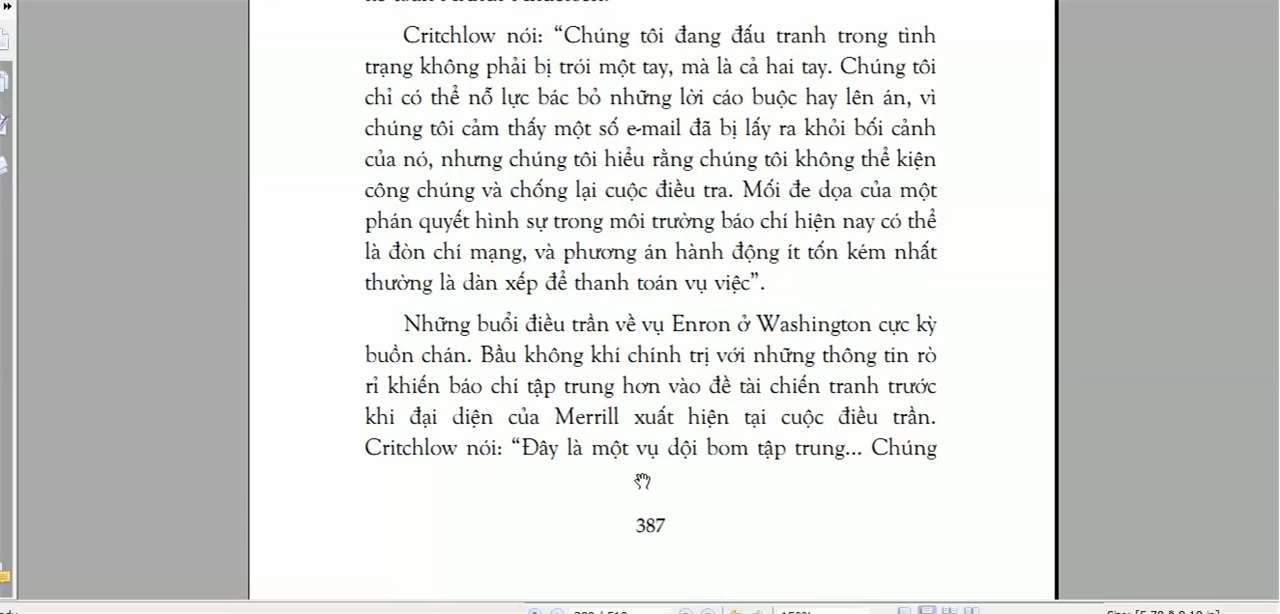 Critchlow nói: “Chúng tôi đang đấu tranh trong tình
trạng không phải bị trói một tay, mà là cả hai tay. Chúng tôi
chỉ có thể nỗ lực bác bỏ những lời cáo buộc hay lên án, vì
chúng tôi cảm thấy một số e-mail đã bị lấy ra khỏi bối cảnh
của nó, nhưng chúng tôi hiểu rằng chúng tôi không thể kiện
công chúng và chống lại cuộc điều tra. Mối đe dọa của một
phán quyết hình sự trong môi trường báo chí hiện nay có thể
là đòn chí mạng, và phương án hành động ít tốn kém nhất
thường là dàn xếp để thanh toán vụ việc”.
Những buổi điều trần về vụ Enron ở Washington cực kỳ
buồn chán. Bầu không khí chính trị với những thông tin rò
rỉ khiến báo chí tập trung hơn vào đề tài chiến tranh trước
khi đại diện của Merrill xuất hiện tại cuộc điều trần.
Critchlow nói: “Đây là một vụ dội bom tập trung... Chúng
387